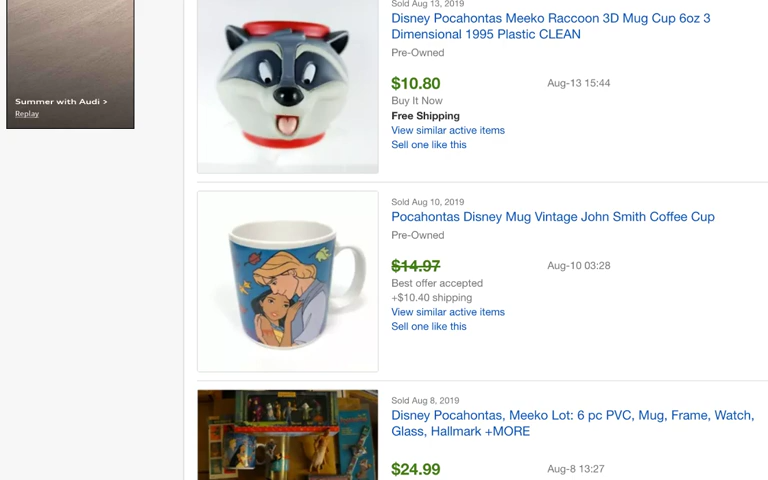 Summer with Audi >
Replay
Sold Aug 13, 2019
Disney Pocahontas Meeko Raccoon 3D Mug Cup 6oz 3
Dimensional 1995 Plastic CLEAN
Pre-Owned
$10.80
Aug-13 15:44
Buy It Now
Free Shipping
View similar active items
Sell one like this
Sold Aug 10, 2019
Pocahontas Disney Mug Vintage John Smith Coffee Cup
Pre-Owned
$14.97
Aug-10 03:28
Best offer accepted
+$10.40 shipping
View similar active items
Sell one like this
Sold Aug 8, 2019
Disney Pocahontas, Meeko Lot: 6 pc PVC, Mug, Frame, Watch,
Glass, Hallmark +MORE
$24.99
Aug-8 13:27